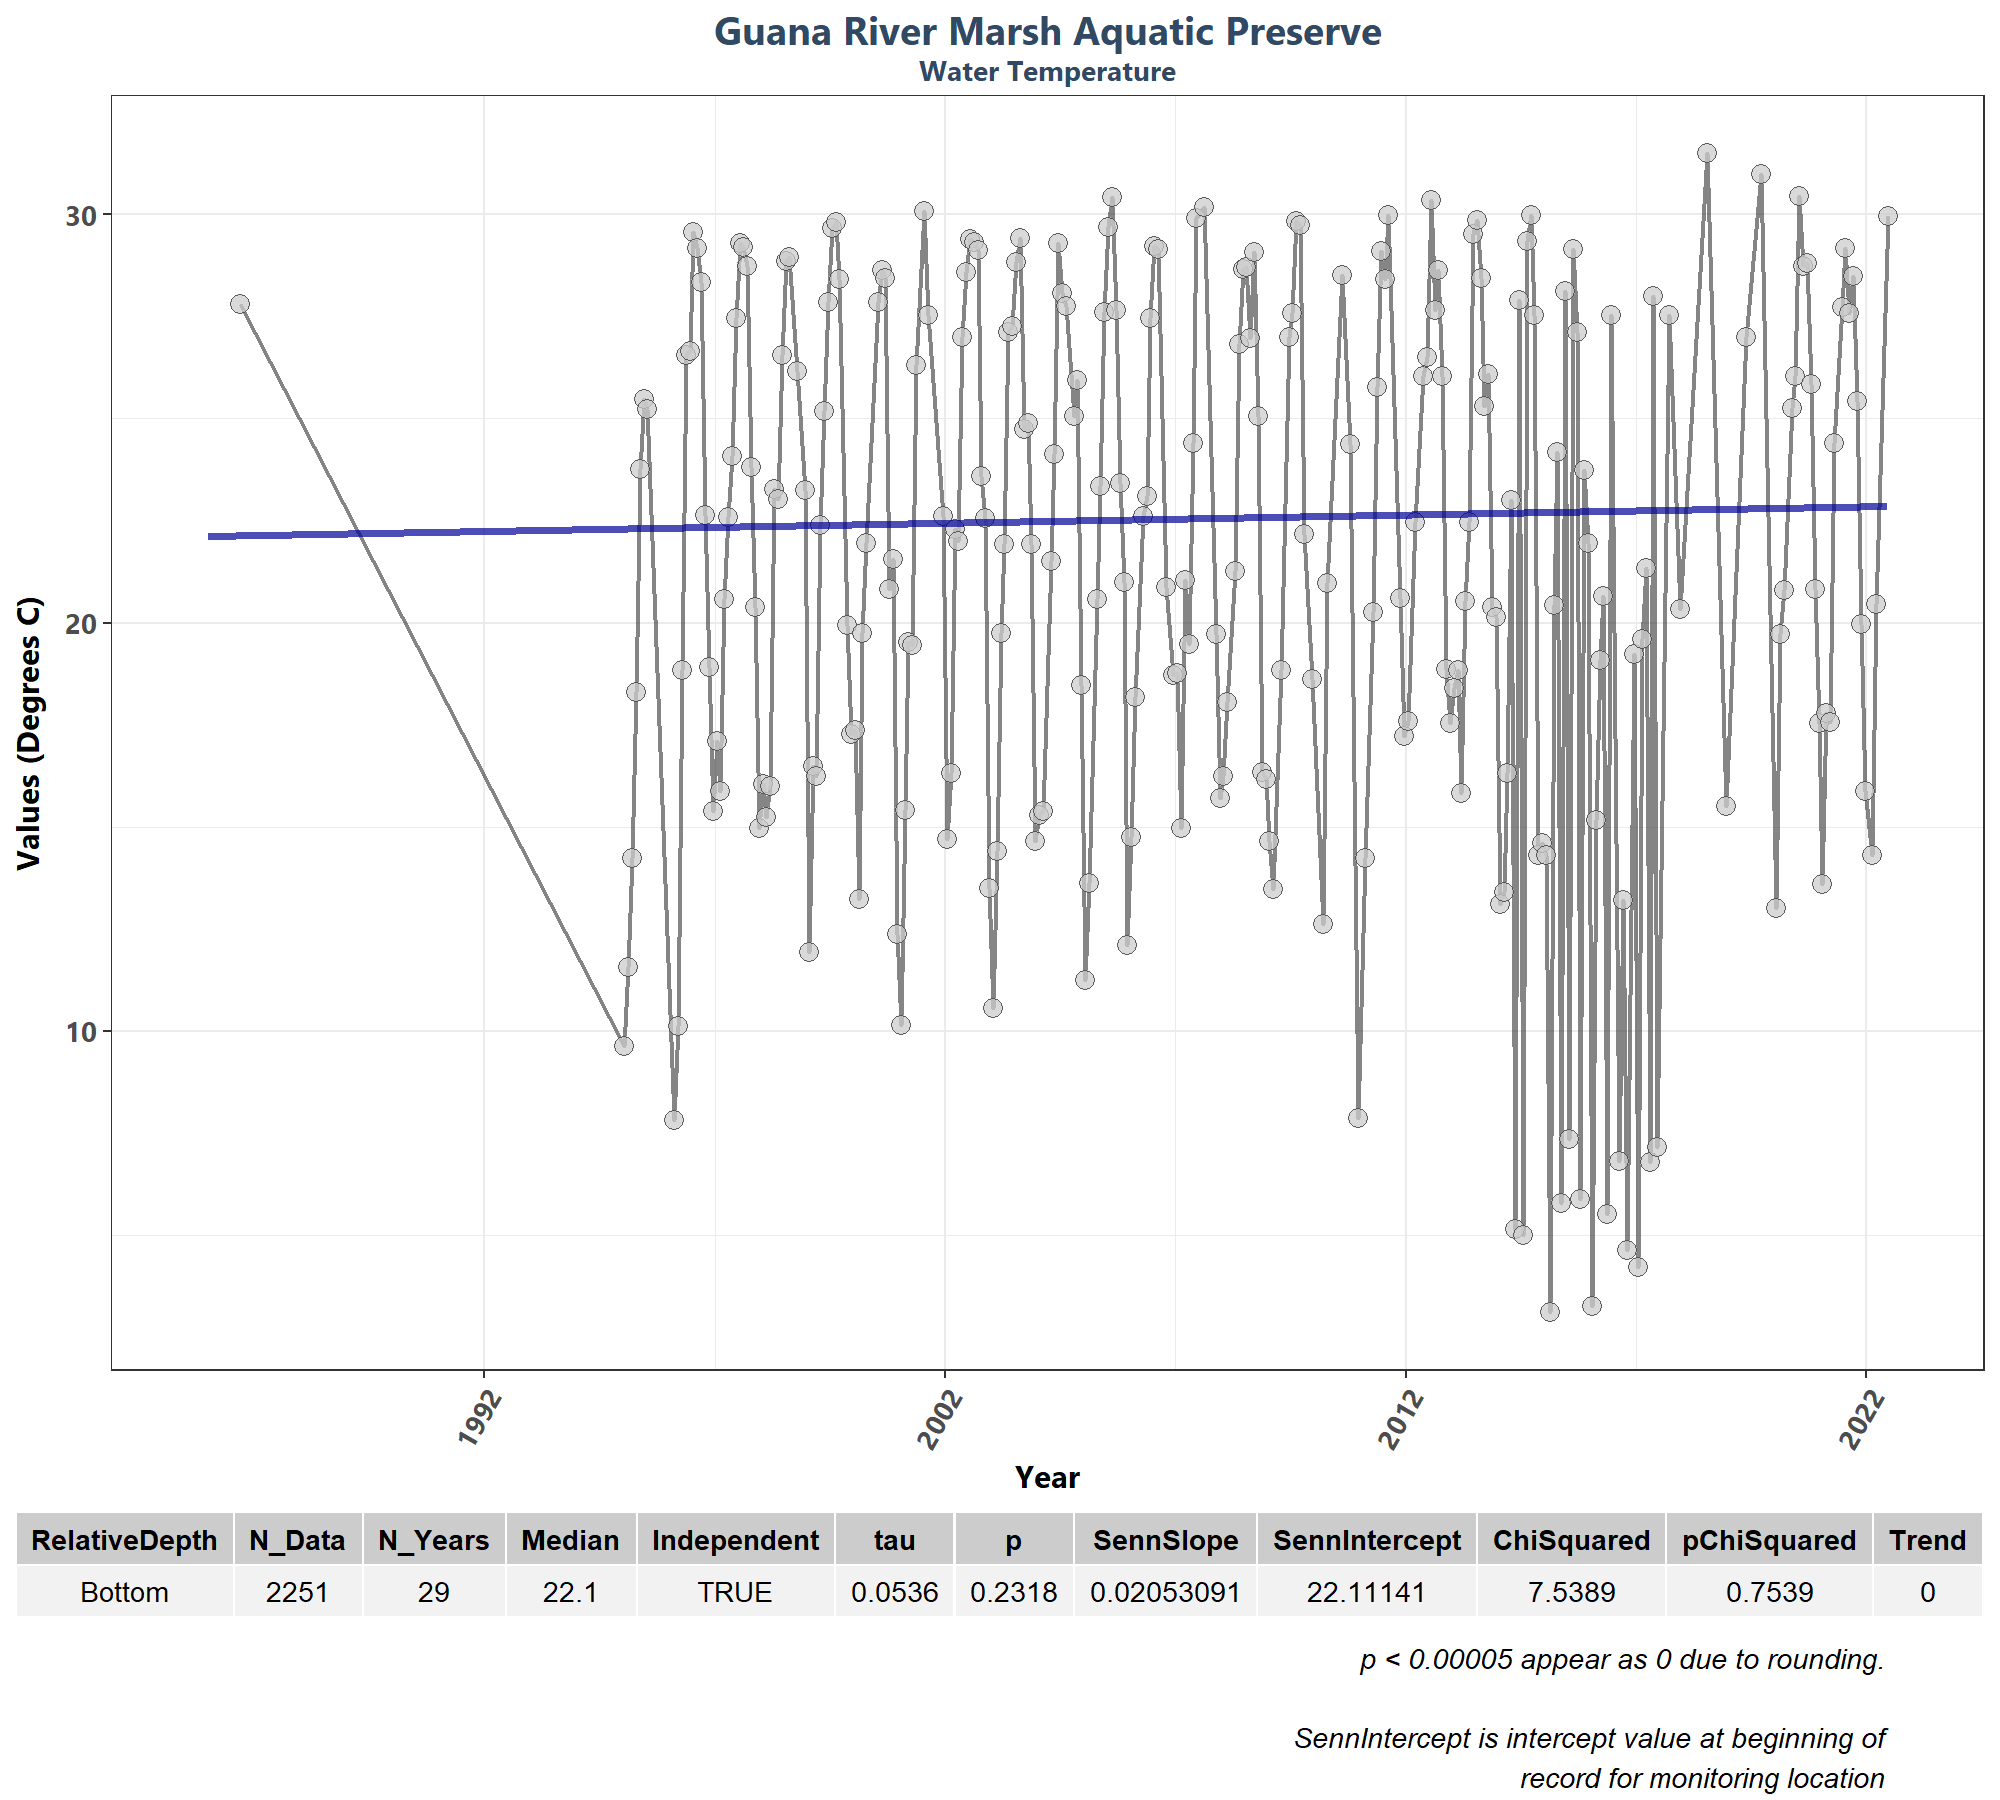 Guana River Marsh Aquatic Preserve
Water Temperature
Values (Degrees C)
30
20
10
1992
2002
2012
2022
Year
RelativeDepth N_Data N_Years Median Independent tau p SennSlope SennIntercept ChiSquared pChiSquared Trend
Bottom 2251 29 22.1 TRUE 0.0536 0.2318 0.02053091 22.11141 7.5389 0.7539 0
p < 0.00005 appear as 0 due to rounding.
SennIntercept is intercept value at beginning of
record for monitoring location